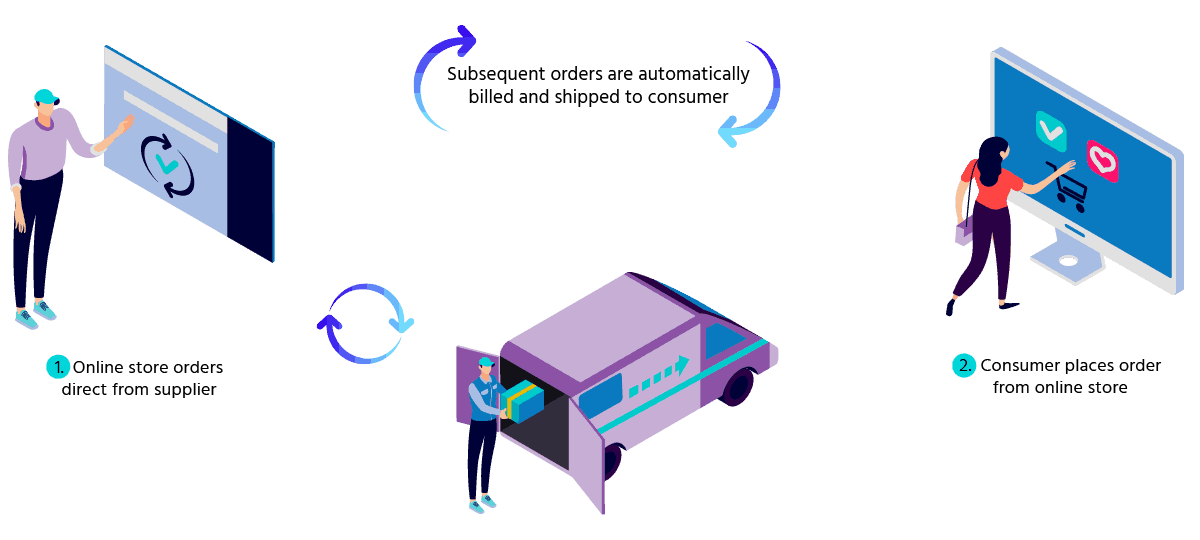 Subsequent orders are automatically
billed and shipped to consumer
1. Online store orders
direct from supplier
2. Consumer places order
from online store